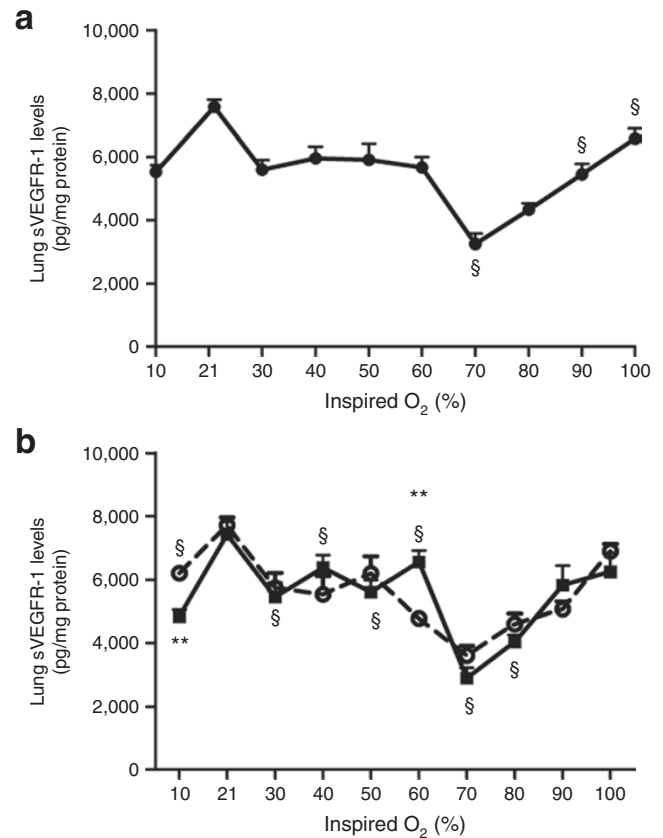 a
10,000
8,000
6,000
4,000
2,000
0
Lung sVEGFR-1 levels
(pg/mg protein)
§
§
§
10 21 30 40 50 60 70 80 90 100
Inspired O₂ (%)
b
10,000
8,000
6,000
4,000
2,000
0
Lung sVEGFR-1 levels
(pg/mg protein)
**
§ § §
§ § §
**
§
10 21 30 40 50 60 70 80 90 100
Inspired O₂ (%)